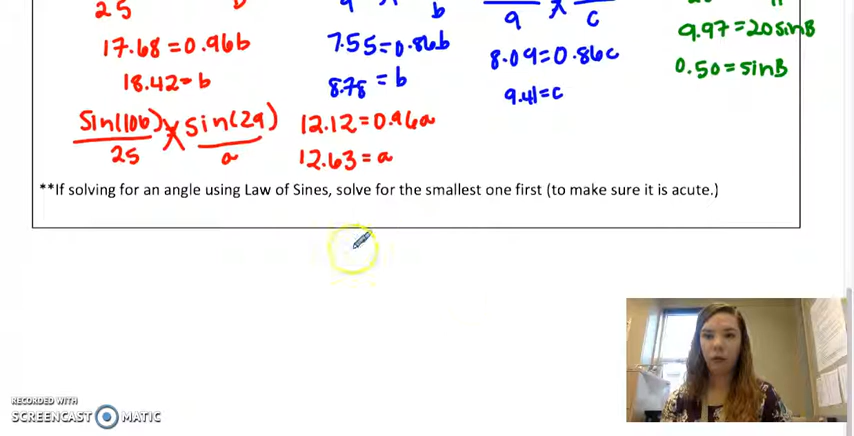 25
17.68 = 0.96b
18.42 = b
sin(106) sin(29)
25 a
12.12 = 0.96a
12.63 = a
9 b
7.55 = 0.86b
8.78 = b
9 c
8.09 = 0.86c
9.41 = c
9.97 = 20 sin B
0.50 = sin B
**If solving for an angle using Law of Sines, solve for the smallest one first (to make sure it is acute.)
RECORDED WITH
SCREENCAST MATIC